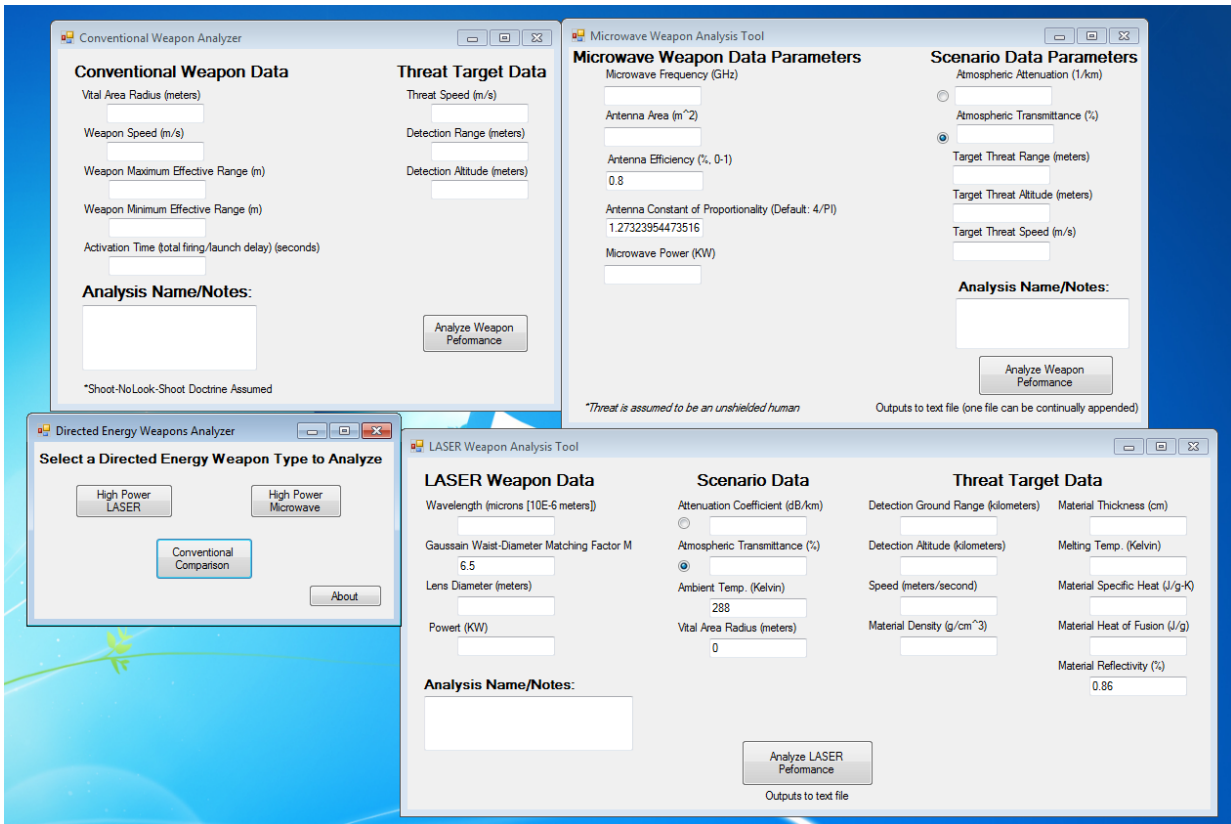 Conventional Weapon Analyzer
Conventional Weapon Data
Threat Target Data
Vital Area Radius (meters)
Threat Speed (m/s)
Weapon Speed (m/s)
Detection Range (meters)
Weapon Maximum Effective Range (m)
Detection Altitude (meters)
Weapon Minimum Effective Range (m)
Activation Time (total firing/launch delay) (seconds)
Analysis Name/Notes:
Analyze Weapon
Peformance
*Shoot-NoLook-Shoot Doctrine Assumed
Microwave Weapon Analysis Tool
Microwave Weapon Data Parameters
Scenario Data Parameters
Microwave Frequency (GHz)
Atmospheric Attenuation (1/km)
Antenna Area (m^2)
Atmospheric Transmittance (%)
Antenna Efficiency (%, 0-1)
0.8
Target Threat Range (meters)
Antenna Constant of Proportionality (Default: 4/PI)
1.27323954473516
Target Threat Altitude (meters)
Microwave Power (KW)
Target Threat Speed (m/s)
Analysis Name/Notes:
Analyze Weapon
Peformance
*Threat is assumed to be an unshielded human
Outputs to text file (one file can be continually appended)
Directed Energy Weapons Analyzer
Select a Directed Energy Weapon Type to Analyze
High Power
LASER
High Power
Microwave
Conventional
Comparison
About
LASER Weapon Analysis Tool
LASER Weapon Data
Scenario Data
Threat Target Data
Wavelength (microns [10E-6 meters])
Attenuation Coefficient (dB/km)
Detection Ground Range (kilometers)
Material Thickness (cm)
Gaussain Waist-Diameter Matching Factor M
6.5
Atmospheric Transmittance (%)
Detection Altitude (kilometers)
Melting Temp. (Kelvin)
Lens Diameter (meters)
Ambient Temp. (Kelvin)
288
Speed (meters/second)
Material Specific Heat (J/g-K)
Powert (KW)
Vital Area Radius (meters)
0
Material Density (g/cm^3)
Material Heat of Fusion (J/g)
Material Reflectivity (%)
0.86
Analysis Name/Notes:
Analyze LASER
Peformance
Outputs to text file